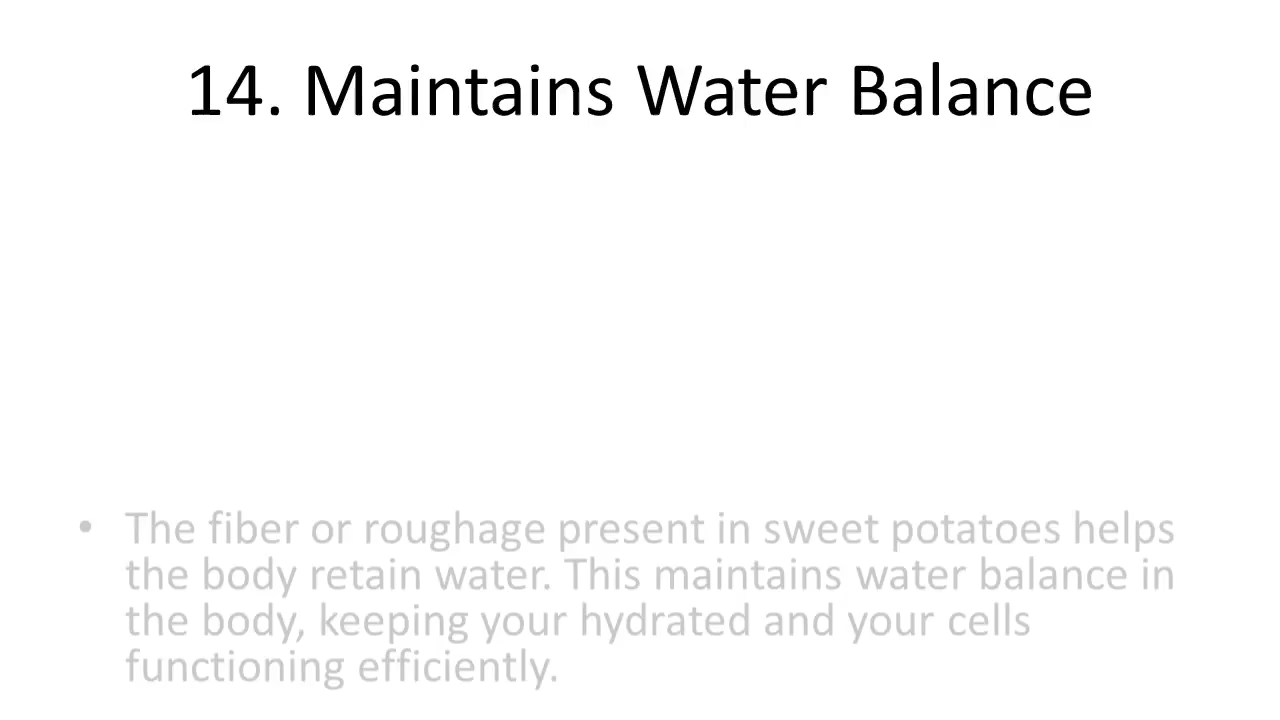 14. Maintains Water Balance
• The fiber or roughage present in sweet potatoes helps
the body retain water. This maintains water balance in
the body, keeping your hydrated and your cells
functioning efficiently.